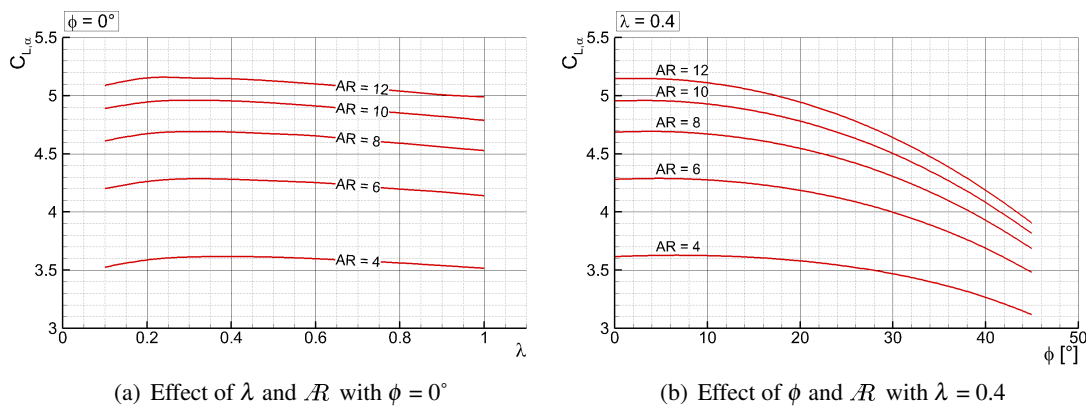 ϕ = 0°
C_L,α
5.5
5
4.5
4
3.5
3
AR = 12
AR = 10
AR = 8
AR = 6
AR = 4
0 0.2 0.4 0.6 0.8 1
λ
(a) Effect of λ and ÆR with ϕ = 0°
λ = 0.4
C_L,α
5.5
5
4.5
4
3.5
3
AR = 12
AR = 10
AR = 8
AR = 6
AR = 4
0 10 20 30 40 50
ϕ [°]
(b) Effect of ϕ and ÆR with λ = 0.4